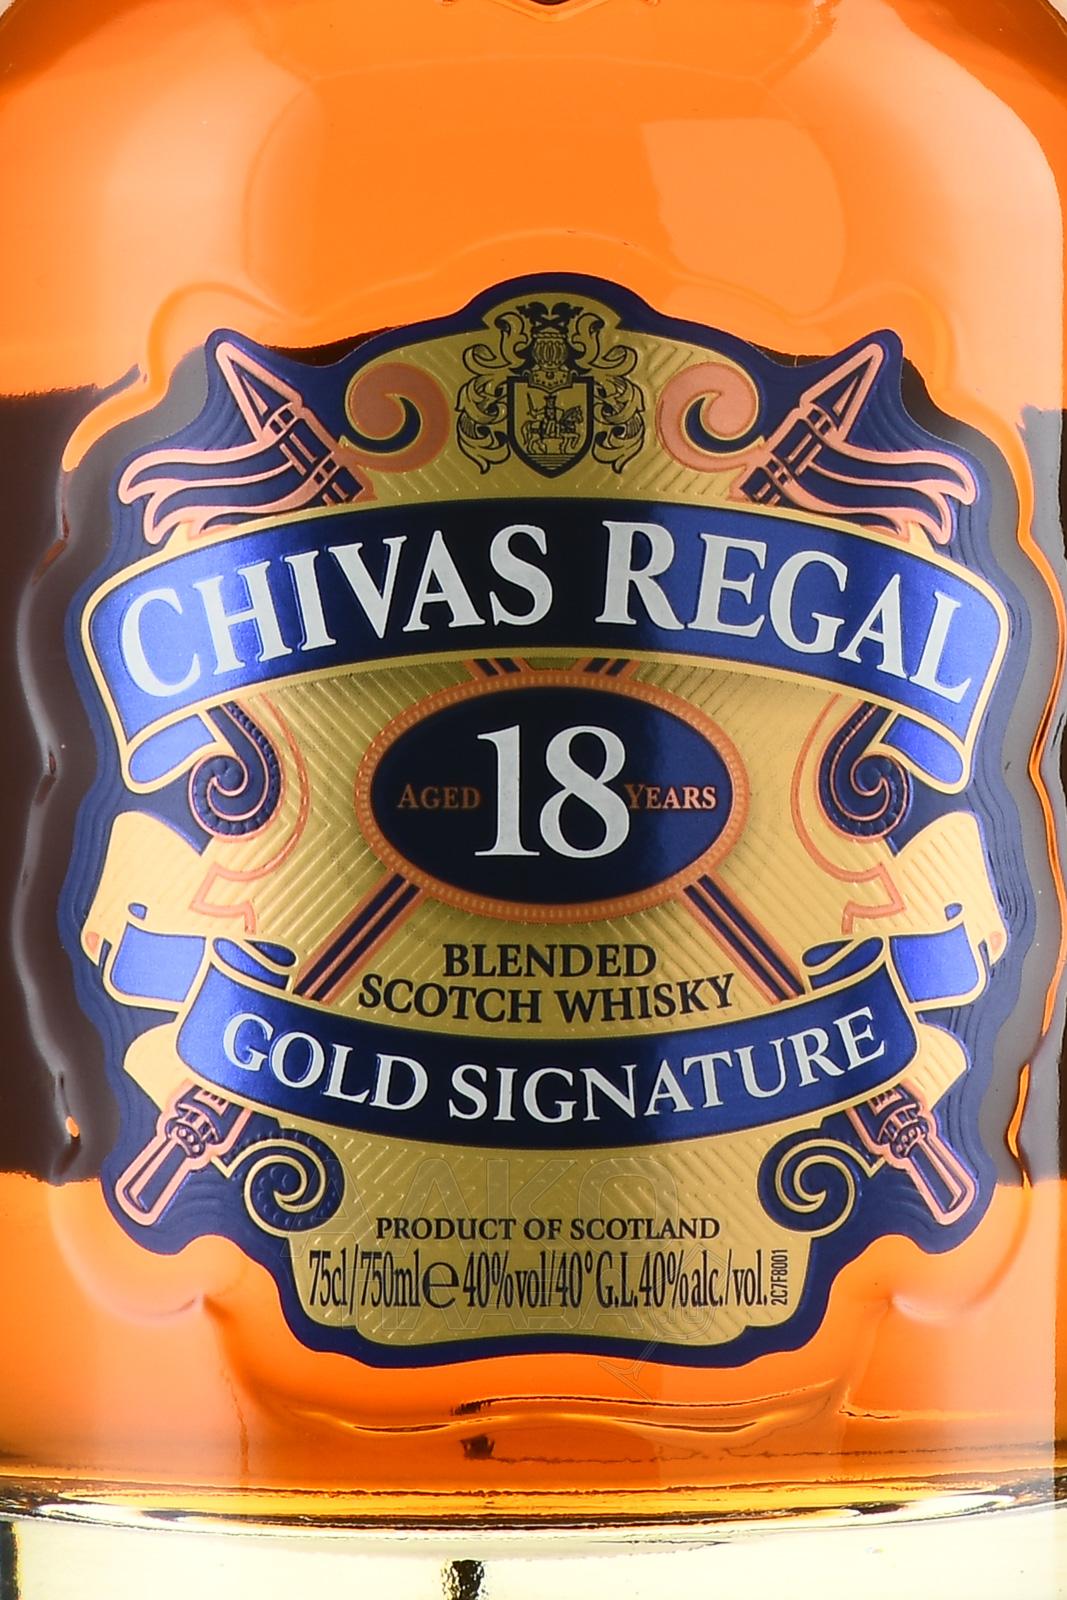 CHIVAS REGAL
AGED 18 YEARS
BLENDED
SCOTCH WHISKY
GOLD SIGNATURE
PRODUCT OF SCOTLAND
75cl/750ml℮40%vol/40°G.L.40%alc./vol. 2C7F8001